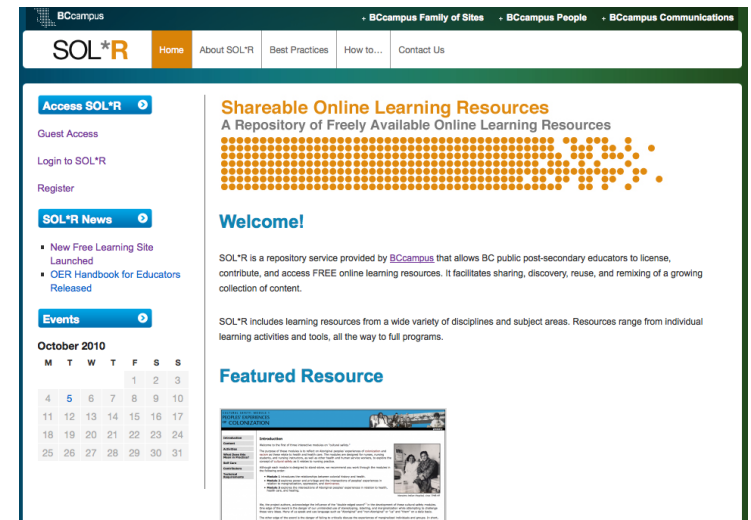 BCcampus
+ BCcampus Family of Sites + BCcampus People + BCcampus Communications
SOL*R
Home About SOL*R Best Practices How to... Contact Us
Access SOL*R
Guest Access
Login to SOL*R
Register
SOL*R News
New Free Learning Site
Launched
OER Handbook for Educators
Released
Events
October 2010
M T W T F S S
1 2 3
4 5 6 7 8 9 10
11 12 13 14 15 16 17
18 19 20 21 22 23 24
25 26 27 28 29 30 31
Shareable Online Learning Resources
A Repository of Freely Available Online Learning Resources
Welcome!
SOL*R is a repository service provided by BCcampus that allows BC public post-secondary educators to license,
contribute, and access FREE online learning resources. It facilitates sharing, discovery, reuse, and remixing of a growing
collection of content.
SOL*R includes learning resources from a wide variety of disciplines and subject areas. Resources range from individual
learning activities and tools, all the way to full programs.
Featured Resource
PEOPLES' EXPERIENCES
OF COLONIZATION
Introduction
Introduction